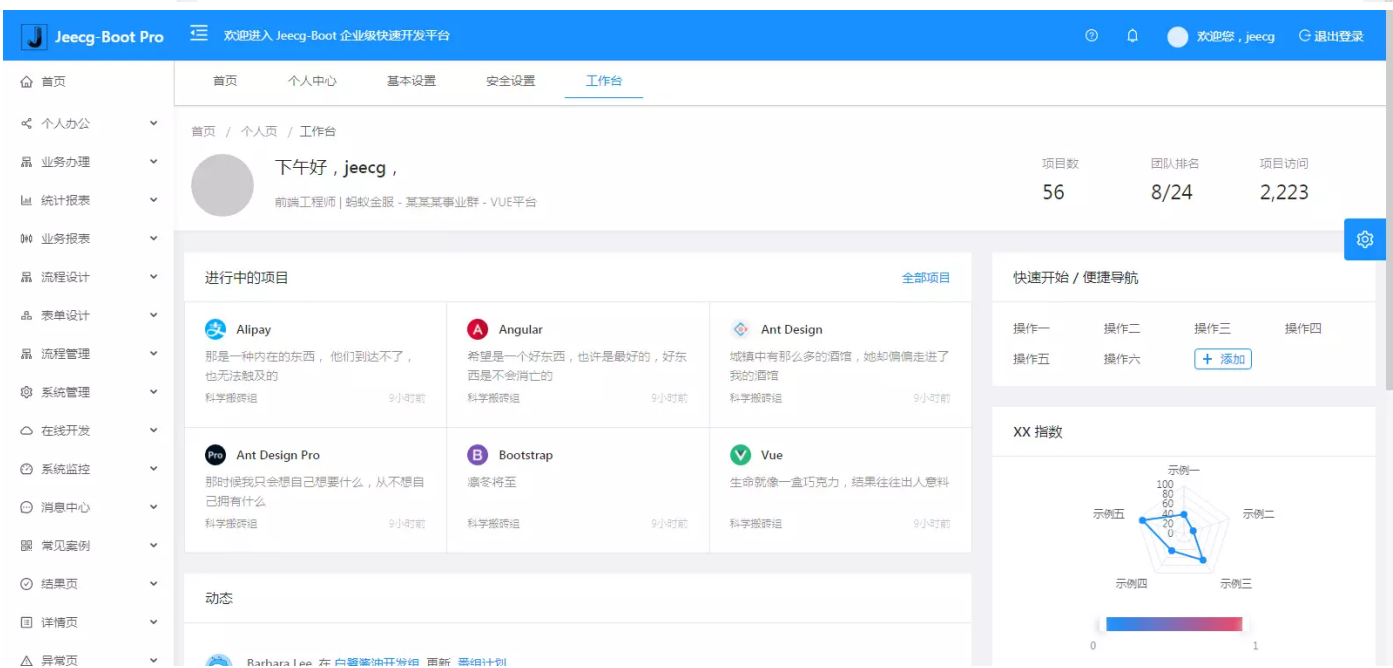 Jeecg-Boot Pro
欢迎进入 Jeecg-Boot 企业级快速开发平台
欢迎您，jeecg
退出登录
首页
个人办公
业务办理
统计报表
业务报表
流程设计
表单设计
流程管理
系统管理
在线开发
系统监控
消息中心
常见案例
结果页
详情页
异常页
首页 个人中心 基本设置 安全设置 工作台
首页 / 个人页 / 工作台
下午好，jeecg，
前端工程师 | 蚂蚁金服 - 某某某事业群 - VUE平台
项目数 团队排名 项目访问
56 8/24 2,223
进行中的项目 全部项目
Alipay
那是一种内在的东西， 他们到达不了，
也无法触及的
科学搬砖组 9小时前
Angular
希望是一个好东西，也许是最好的，好东
西是不会消亡的
科学搬砖组 9小时前
Ant Design
城镇中有那么多的酒馆，她却偏偏走进了
我的酒馆
科学搬砖组 9小时前
Pro Ant Design Pro
那时候我只会想自己想要什么，从不想自
己拥有什么
科学搬砖组 9小时前
B Bootstrap
凛冬将至
科学搬砖组 9小时前
Vue
生命就像一盒巧克力，结果往往出人意料
科学搬砖组 9小时前
动态
Barbara Lee 在 白鹭酱油开发组 更新 番组计划
快速开始 / 便捷导航
操作一 操作二 操作三 操作四
操作五 操作六 + 添加
XX 指数
示例一
100
80
60
40
20
0
示例五 示例二
示例四 示例三
0 1